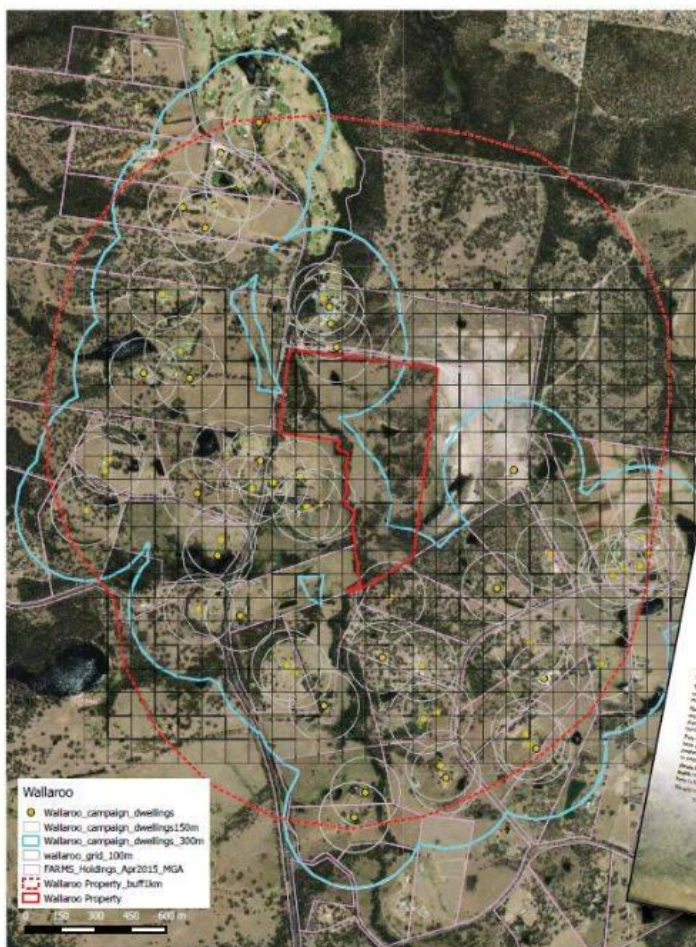 Wallaroo
Wallaroo_campaign_dwellings
Wallaroo_campaign_dwellings150m
Wallaroo_campaign_dwellings_300m
wallaroo_grid_100m
FARMS_Holdings_Apr2015_MGA
Wallaroo Property_buff1km
Wallaroo Property
0 150 300 450 600 m